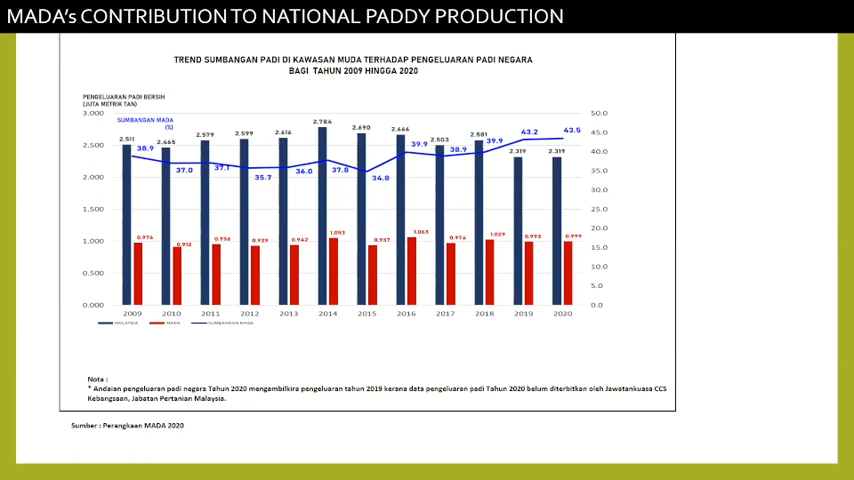 MADA's CONTRIBUTION TO NATIONAL PADDY PRODUCTION
TREND SUMBANGAN PADI DI KAWASAN MUDA TERHADAP PENGELUARAN PADI NEGARA
BAGI TAHUN 2009 HINGGA 2020
PENGELUARAN PADI BERSIH
(JUTA METRIK TAN)
SUMBANGAN MADA
(%)
3.000
2.500
2.000
1.500
1.000
0.500
0.000
50.0
45.0
40.0
35.0
30.0
25.0
20.0
15.0
10.0
5.0
0.0
2.511 2.465 2.579 2.599 2.616 2.784 2.690 2.666 2.503 2.581 2.319 2.319
38.9 37.0 37.1 35.7 36.0 37.8 34.8 39.9 38.9 39.9 43.2 43.5
0.976 0.912 0.956 0.929 0.942 1.053 0.937 1.063 0.974 1.029 0.993 0.999
2009 2010 2011 2012 2013 2014 2015 2016 2017 2018 2019 2020
MALAYSIA MADA SUMBANGAN MADA
Nota :
* Andaian pengeluaran padi negara Tahun 2020 mengambilkira pengeluaran tahun 2019 kerana data pengeluaran padi Tahun 2020 belum diterbitkan oleh Jawatankuasa CCS
Kebangsaan, Jabatan Pertanian Malaysia.
Sumber : Perangkaan MADA 2020